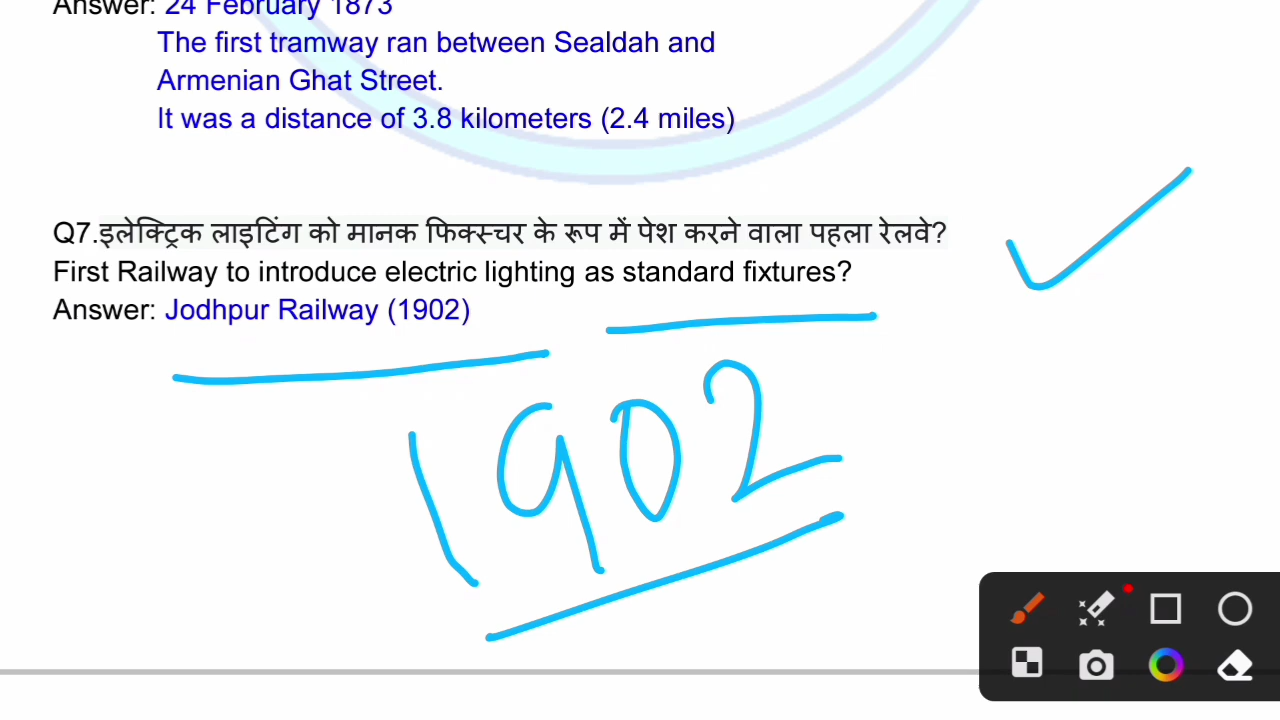 Answer: 24 February 1873
The first tramway ran between Sealdah and
Armenian Ghat Street.
It was a distance of 3.8 kilometers (2.4 miles)
Q7.इलेक्ट्रिक लाइटिंग को मानक फिक्स्चर के रूप में पेश करने वाला पहला रेलवे?
First Railway to introduce electric lighting as standard fixtures?
Answer: Jodhpur Railway (1902)
1902